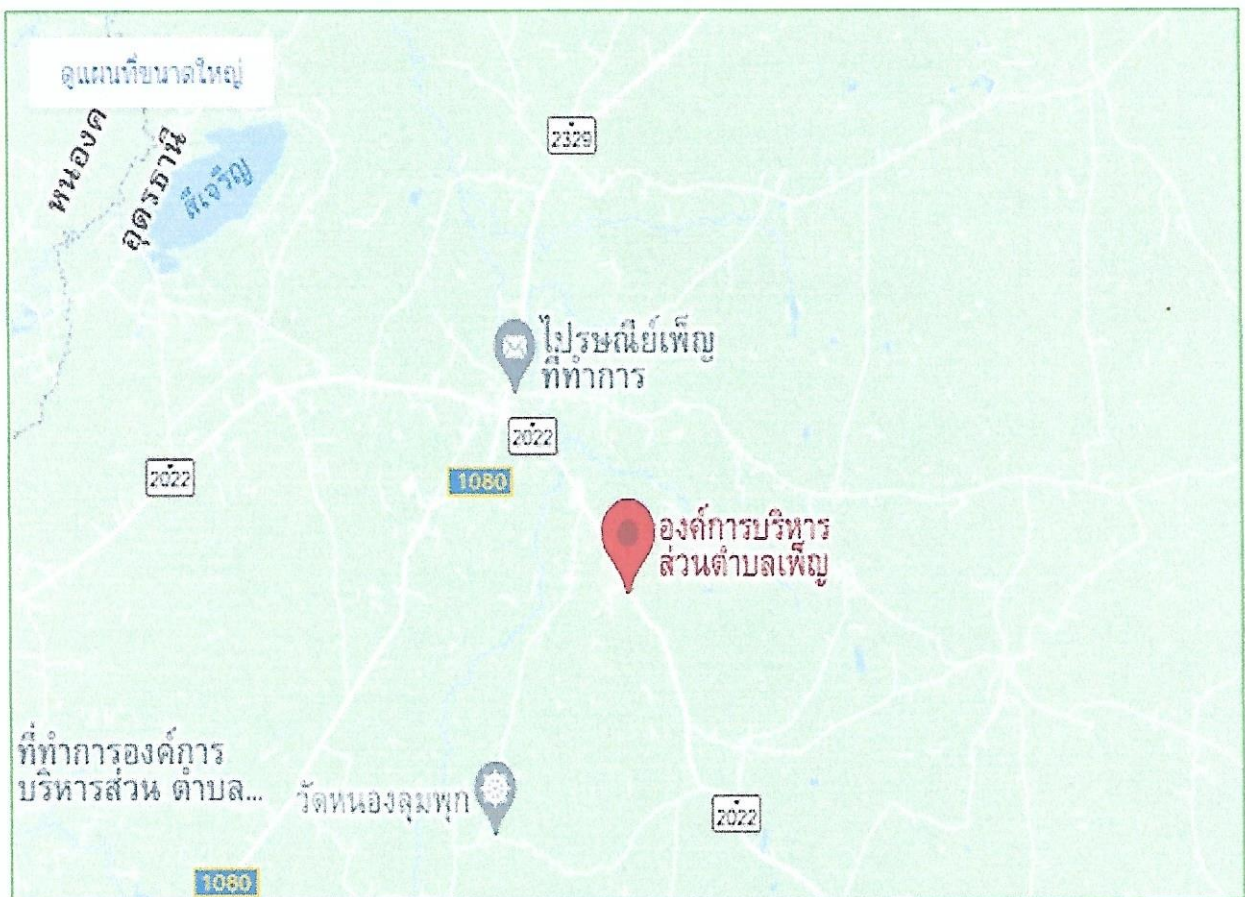 ดูแผนที่ขนาดใหญ่
หนองค
อุดรธานี
สีเจริญ
2329
ไปรษณีย์เพ็ญ
ที่ทำการ
2022
2022
1080
องค์การบริหาร
ส่วนตำบลเพ็ญ
ที่ทำการองค์การ
บริหารส่วน ตำบล...
วัดหนองลุมพุก
2022
1080